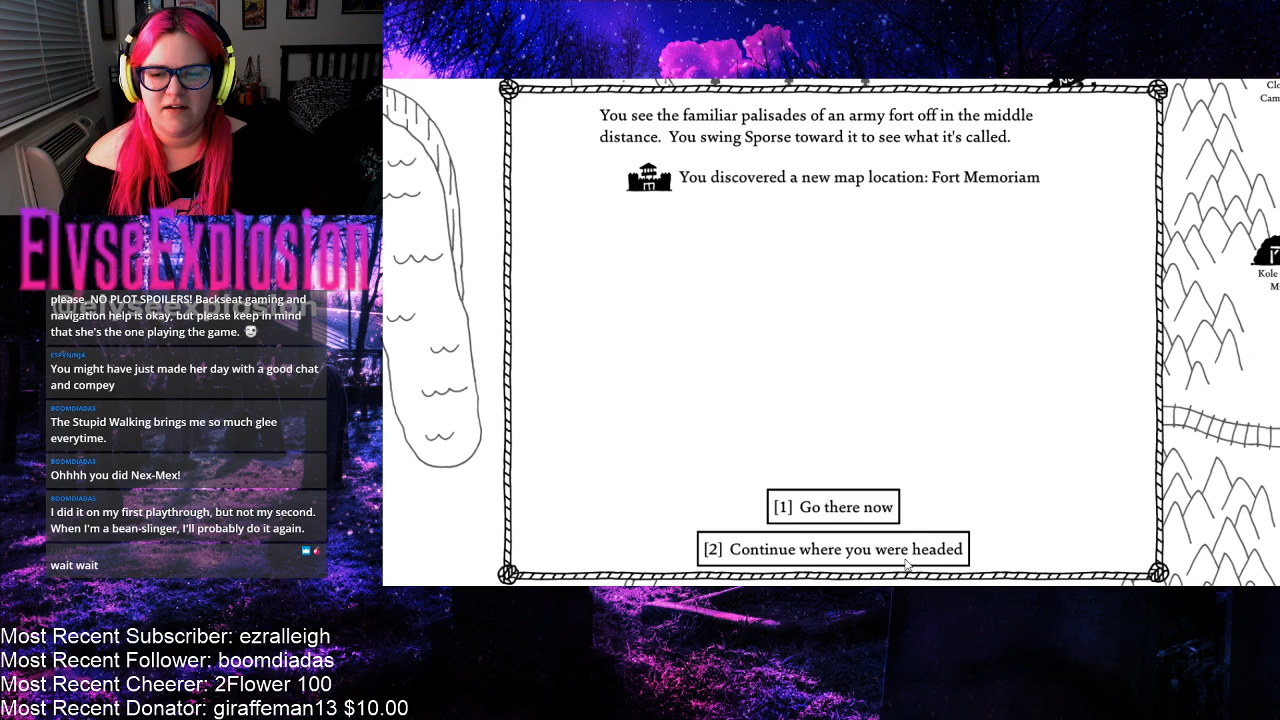 ElyseExplosion
@elyseexplosion
please, NO PLOT SPOILERS! Backseat gaming and
navigation help is okay, but please keep in mind
that she's the one playing the game.
ESPYNINJA
You might have just made her day with a good chat
and compey
BOOMDIADAS
The Stupid Walking brings me so much glee
everytime.
BOOMDIADAS
Ohhhh you did Nex-Mex!
BOOMDIADAS
I did it on my first playthrough, but not my second.
When I'm a bean-slinger, I'll probably do it again.
wait wait
Most Recent Subscriber: ezralleigh
Most Recent Follower: boomdiadas
Most Recent Cheerer: 2Flower 100
Most Recent Donator: giraffeman13 $10.00
You see the familiar palisades of an army fort off in the middle
distance. You swing Sporse toward it to see what it's called.
You discovered a new map location: Fort Memoriam
[1] Go there now
[2] Continue where you were headed
Clo
Cam
Kole
M